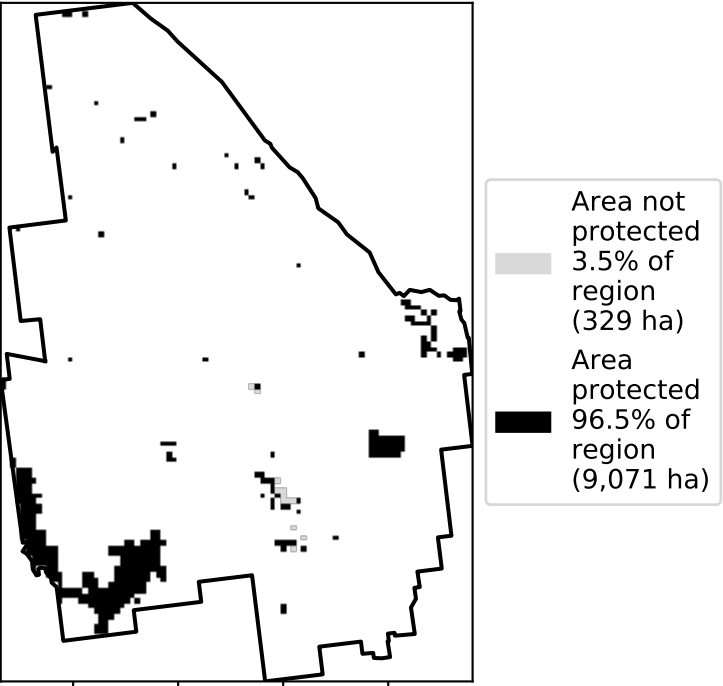 Area not
protected
3.5% of
region
(329 ha)
Area
protected
96.5% of
region
(9,071 ha)